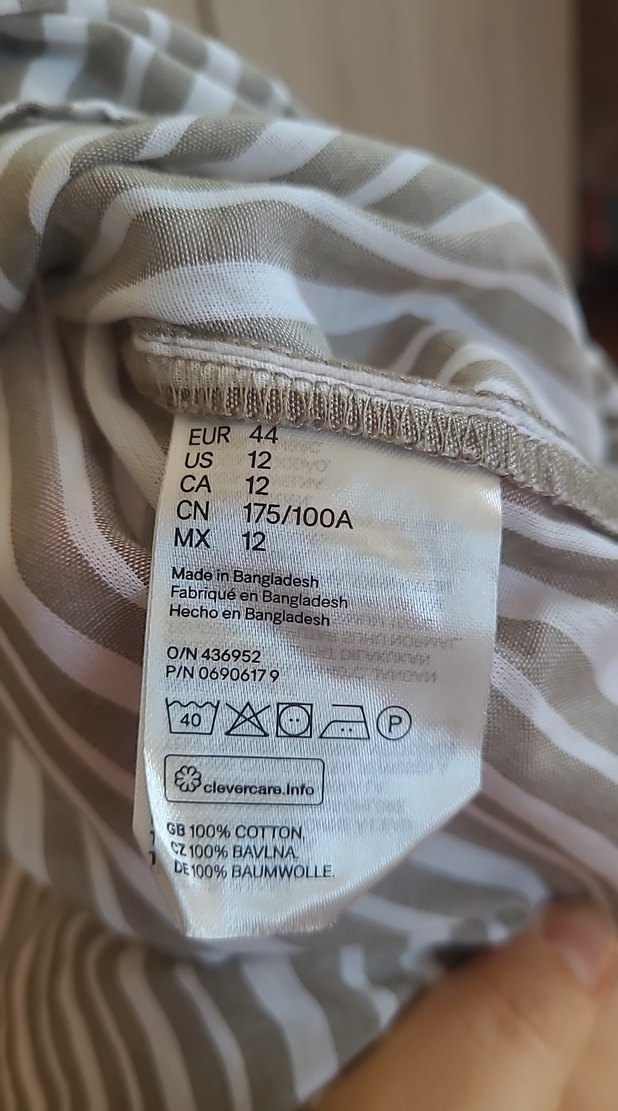 EUR 44
US 12
CA 12
CN 175/100A
MX 12
Made in Bangladesh
Fabriqué en Bangladesh
Hecho en Bangladesh
O/N 436952
P/N 0690617 9
40 P
clevercare.info
GB 100% COTTON.
CZ 100% BAVLNA.
DE 100% BAUMWOLLE.